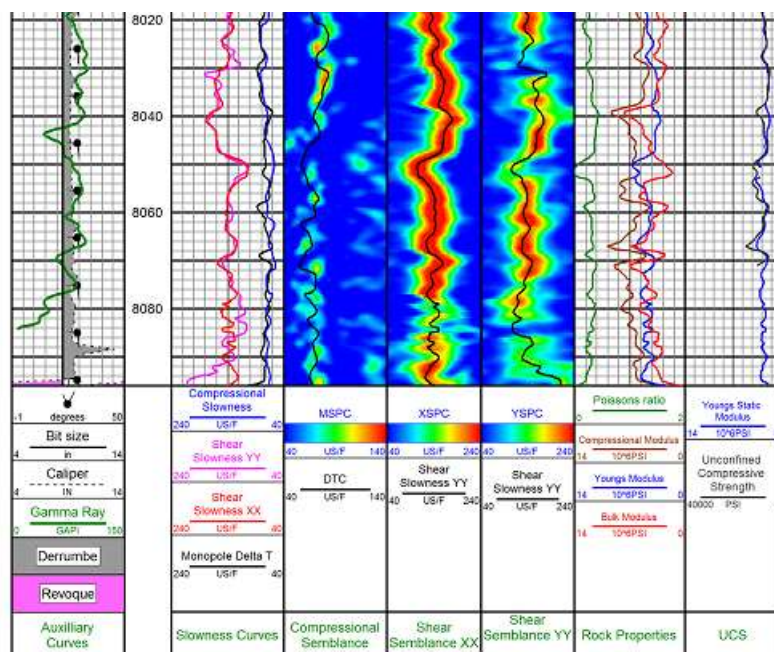 8020
8040
8060
8080
-1 degrees 50
Bit size
4 in 14
Caliper
4 IN 14
Gamma Ray
0 GAPI 150
Derrumbe
Revoque
Auxilliary
Curves
Compressional
Slowness
240 US/F 40
Shear
Slowness YY
240 US/F 40
Shear
Slowness XX
240 US/F 40
Monopole Delta T
240 US/F 40
Slowness Curves
MSPC
40 US/F 140
DTC
40 US/F 140
Compressional
Semblance
XSPC
40 US/F 240
Shear
Slowness YY
40 US/F 240
Shear
Semblance XX
YSPC
40 US/F 240
Shear
Slowness YY
40 US/F 240
Shear
Semblance YY
Poissons ratio
0 2
Compressional Modulus
14 10*6PSI 0
Youngs Modulus
14 10*6PSI 0
Bulk Modulus
14 10*6PSI 0
Rock Properties
Youngs Static
Modulus
14 10*6PSI
Unconfined
Compressive
Strength
40000 PSI
UCS